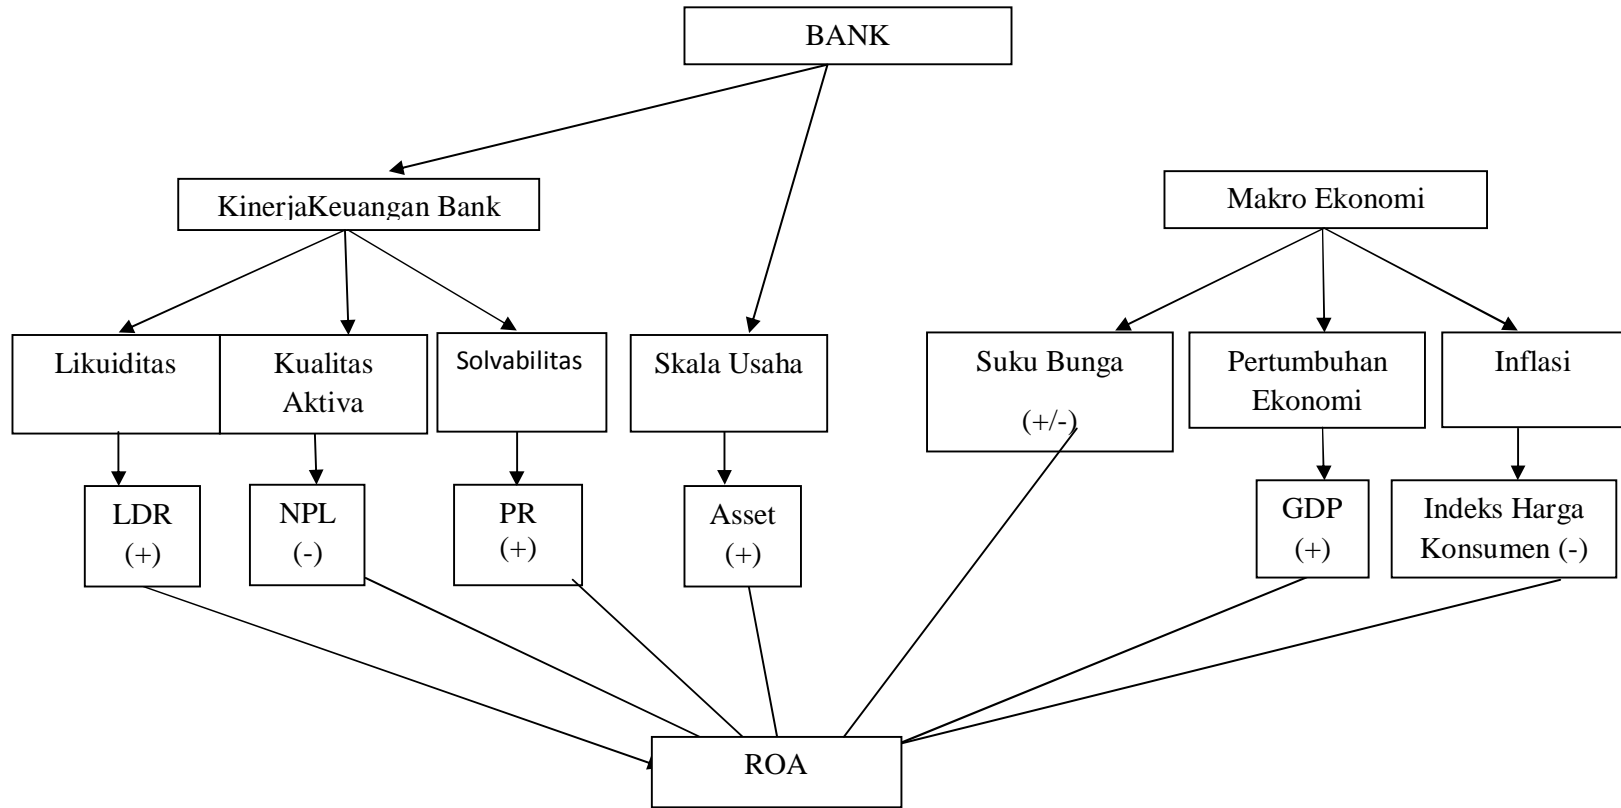 BANK
KinerjaKeuangan Bank
Makro Ekonomi
Likuiditas
Kualitas
Aktiva
Solvabilitas
Skala Usaha
Suku Bunga
(+/-)
Pertumbuhan
Ekonomi
Inflasi
LDR
(+)
NPL
(-)
PR
(+)
Asset
(+)
GDP
(+)
Indeks Harga
Konsumen (-)
ROA